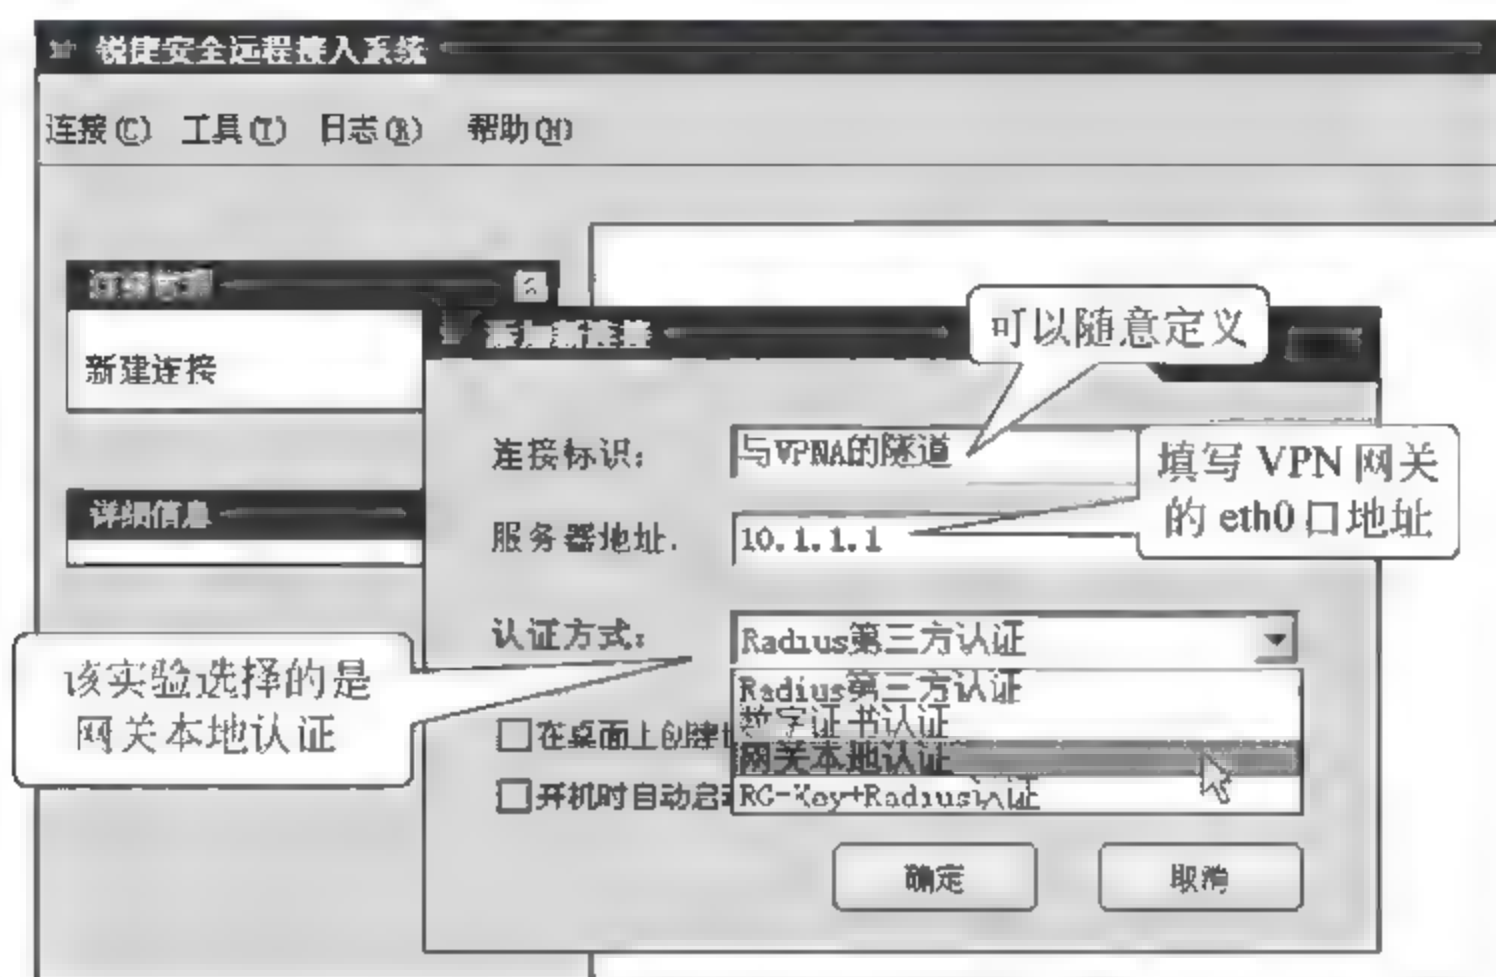 锐捷安全远程接入系统
连接(C) 工具(T) 日志(R) 帮助(H)
新建连接
添加新连接
可以随意定义
连接标识:
与VPNA的隧道
填写 VPN 网关
的 eth0 口地址
详细信息
服务器地址.
10.1.1.1
认证方式:
Radius第三方认证
该实验选择的是
网关本地认证
Radius第三方认证
数字证书认证
网关本地认证
RG-Key+Radius认证
在桌面上创建
开机时自动启
确定
取消